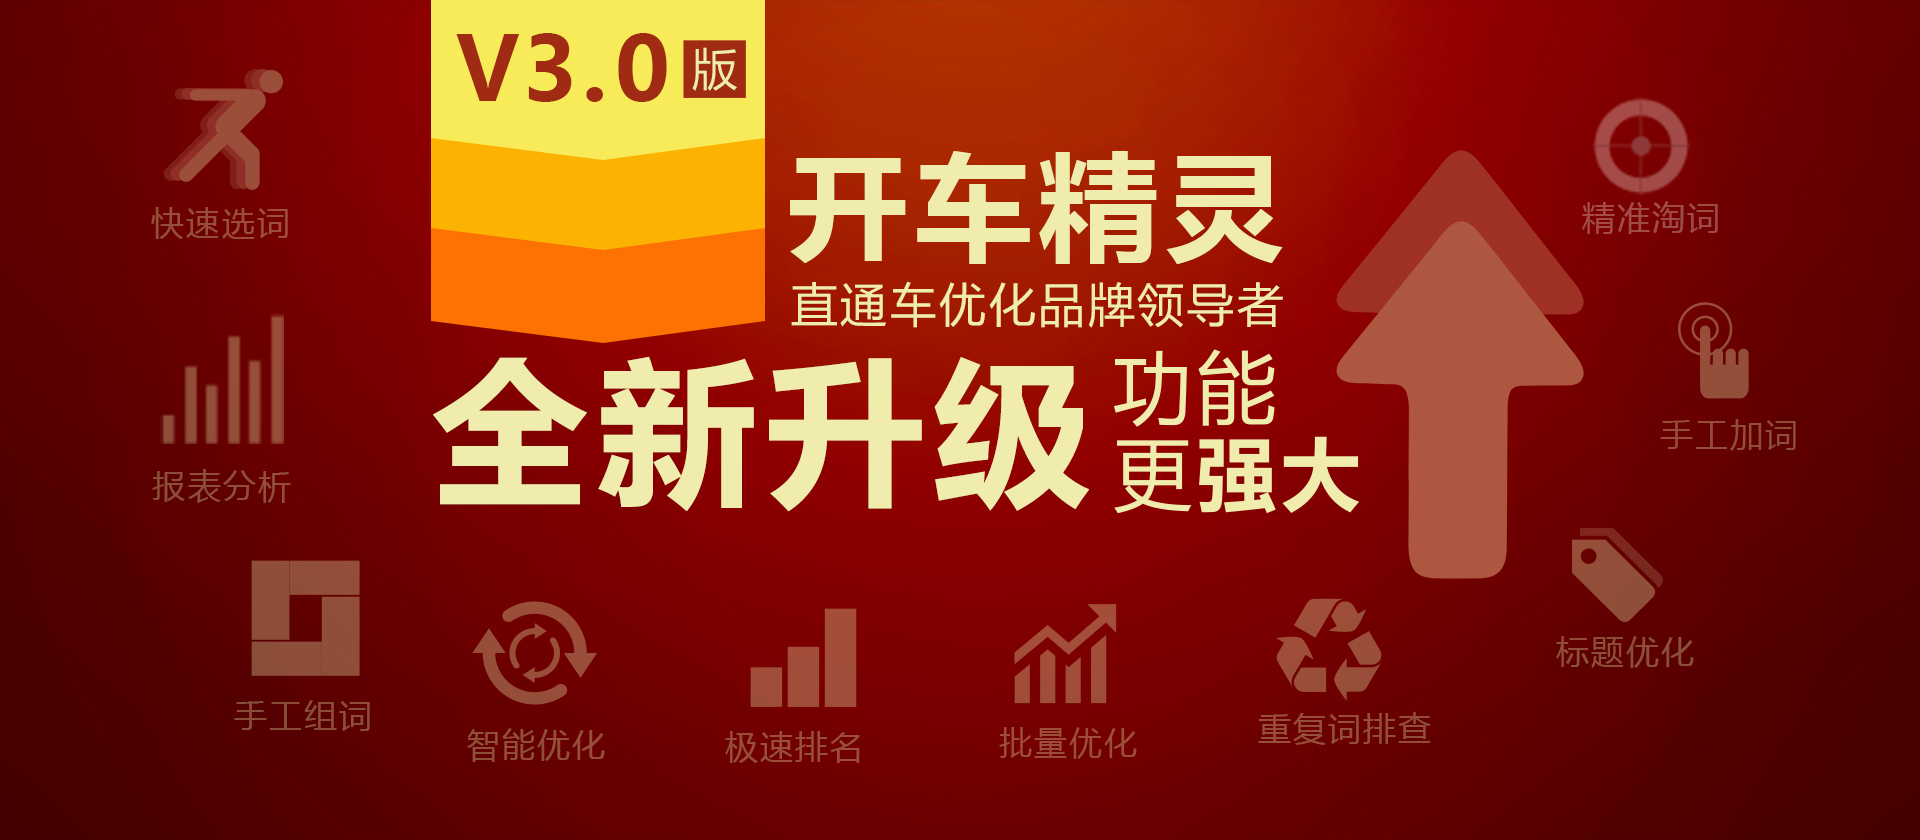 V3.0版
开车精灵
直通车优化品牌领导者
全新升级
功能
更强大
快速选词
报表分析
手工组词
智能优化
极速排名
批量优化
重复词排查
标题优化
手工加词
精准淘词